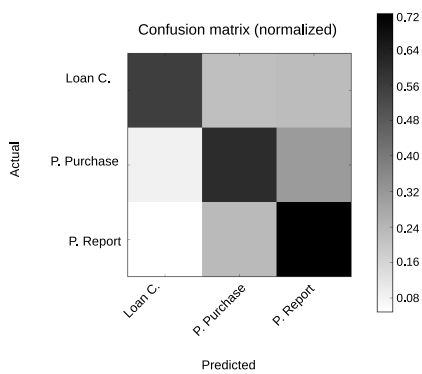 Confusion matrix (normalized)
Actual
Loan C.
P. Purchase
P. Report
Loan C.
P. Purchase
P. Report
Predicted
0.72
0.64
0.56
0.48
0.40
0.32
0.24
0.16
0.08